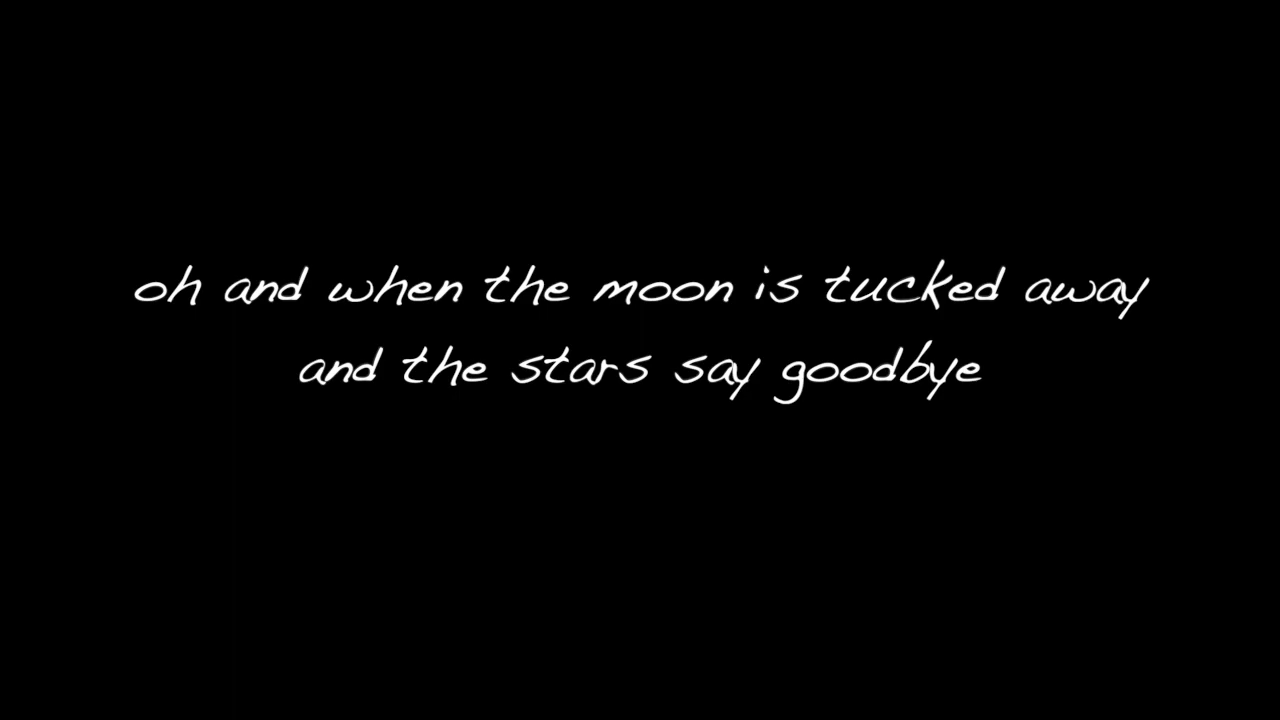 oh and when the moon is tucked away
and the stars say goodbye